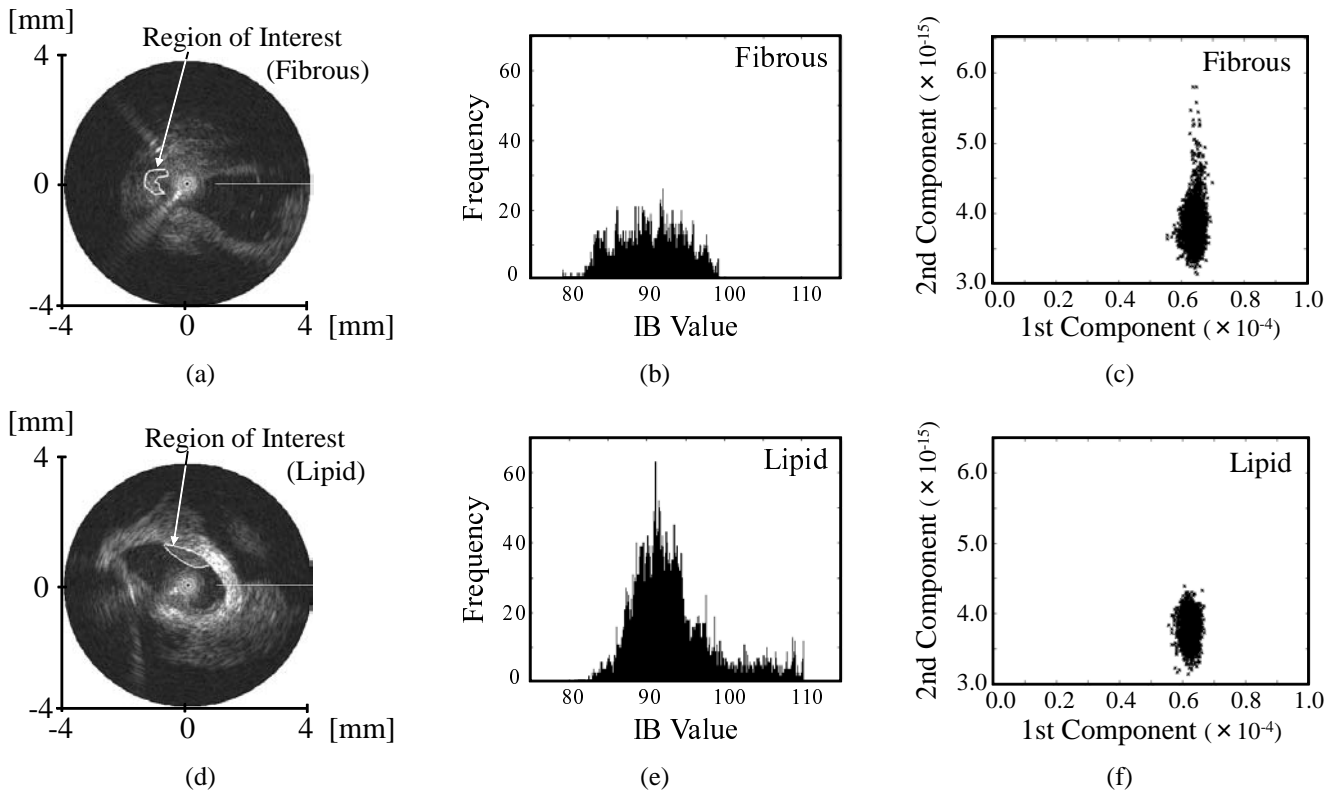 [mm]
4
0
-4
-4
0
4
[mm]
Region of Interest
(Fibrous)
(a)
Fibrous
Frequency
60
40
20
0
80
90
100
110
IB Value
(b)
Fibrous
2nd Component (×10-15)
6.0
5.0
4.0
3.0
0.0
0.2
0.4
0.6
0.8
1.0
1st Component (×10-4)
(c)
[mm]
4
0
-4
-4
0
4
[mm]
Region of Interest
(Lipid)
(d)
Lipid
Frequency
60
40
20
0
80
90
100
110
IB Value
(e)
Lipid
2nd Component (×10-15)
6.0
5.0
4.0
3.0
0.0
0.2
0.4
0.6
0.8
1.0
1st Component (×10-4)
(f)